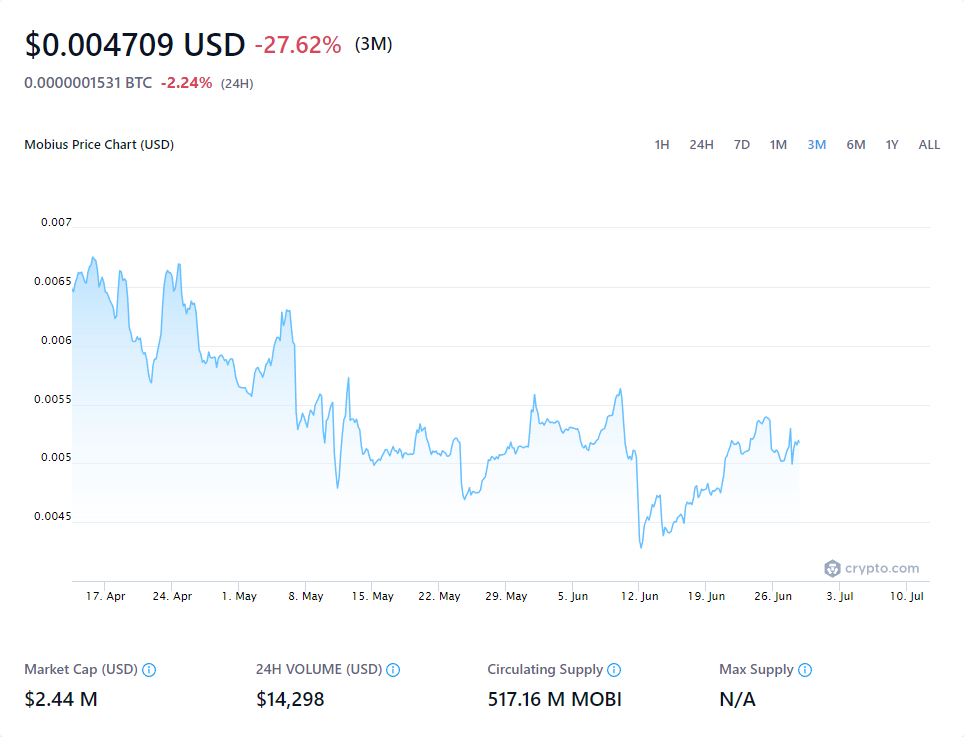 $0.004709 USD -27.62% (3M)
0.0000001531 BTC -2.24% (24H)
Mobius Price Chart (USD) 1H 24H 7D 1M 3M 6M 1Y ALL
0.007
0.0065
0.006
0.0055
0.005
0.0045
crypto.com
17. Apr 24. Apr 1. May 8. May 15. May 22. May 29. May 5. Jun 12. Jun 19. Jun 26. Jun 3. Jul 10. Jul
Market Cap (USD) 24H VOLUME (USD) Circulating Supply Max Supply
$2.44 M $14,298 517.16 M MOBI N/A